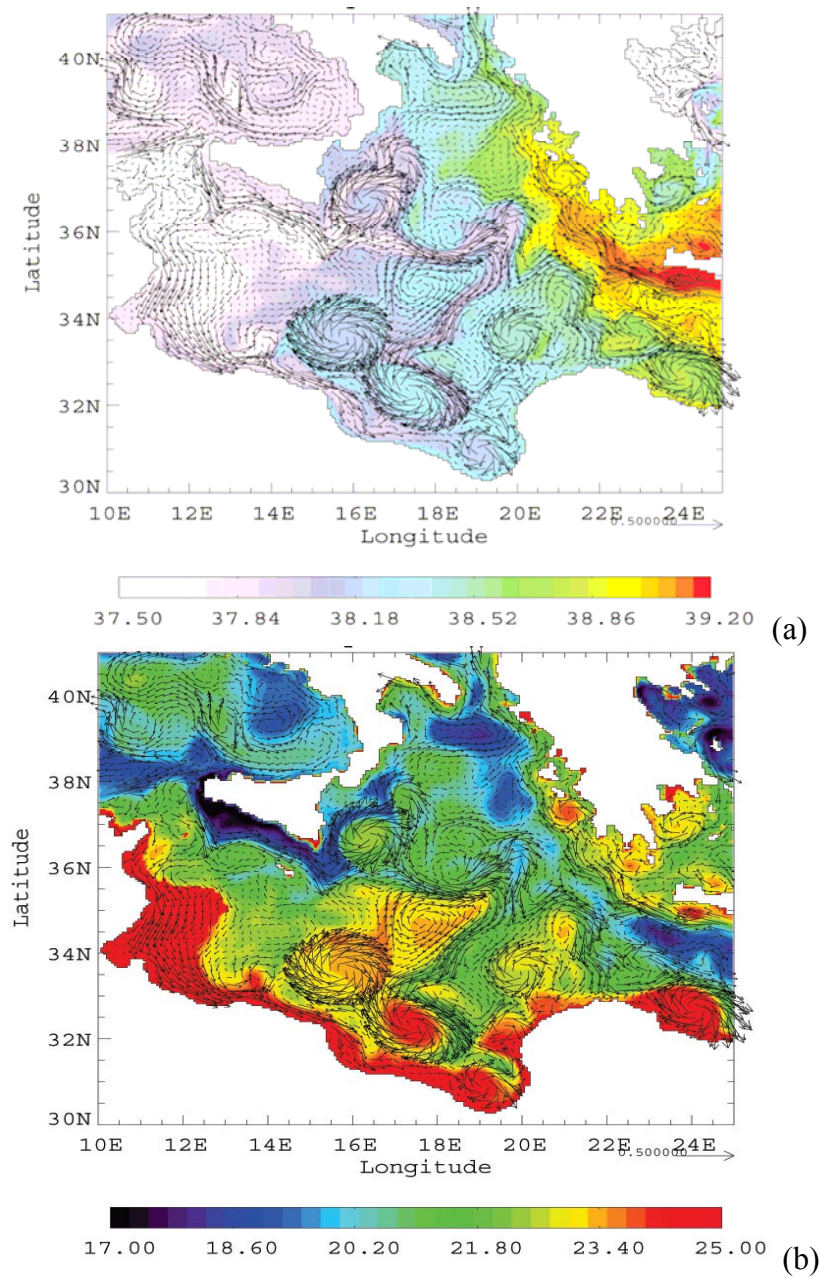 40N
38N
36N
34N
32N
30N
Latitude
10E 12E 14E 16E 18E 20E 22E 24E
0.500000
Longitude
37.50 37.84 38.18 38.52 38.86 39.20
(a)
40N
38N
36N
34N
32N
30N
Latitude
10E 12E 14E 16E 18E 20E 22E 24E
0.500000
Longitude
17.00 18.60 20.20 21.80 23.40 25.00
(b)